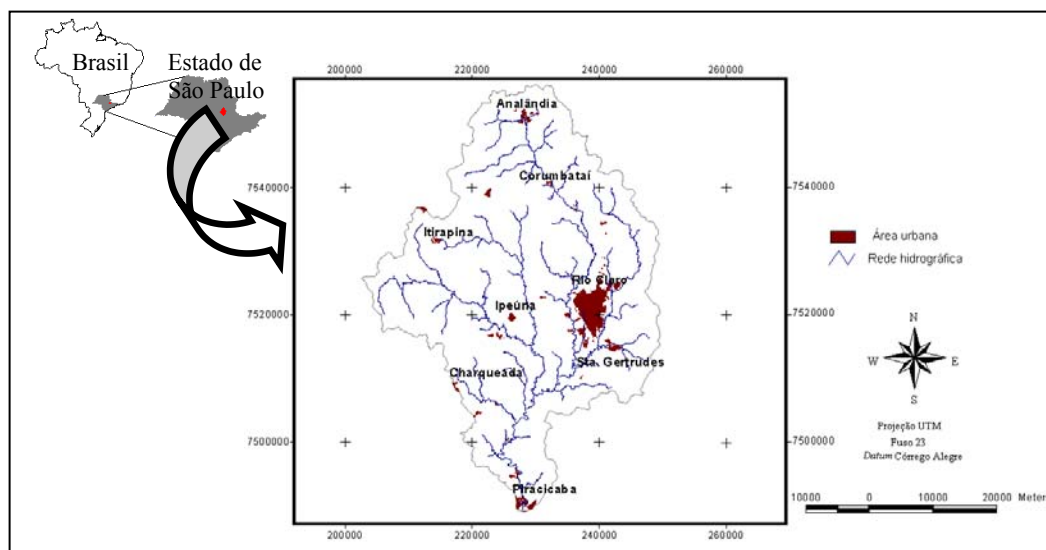 Brasil
Estado de
São Paulo
200000 220000 240000 260000
Analândia
Corumbataí
7540000 7540000
Itirapina
Área urbana
Rede hidrográfica
Rio Claro
Ipeúna
7520000 7520000
N
W E
S
Sta. Gertrudes
Charqueada
Projeção UTM
Fuso 23
Datum Córrego Alegre
7500000 7500000
Piracicaba
10000 0 10000 20000 Meter
200000 220000 240000 260000